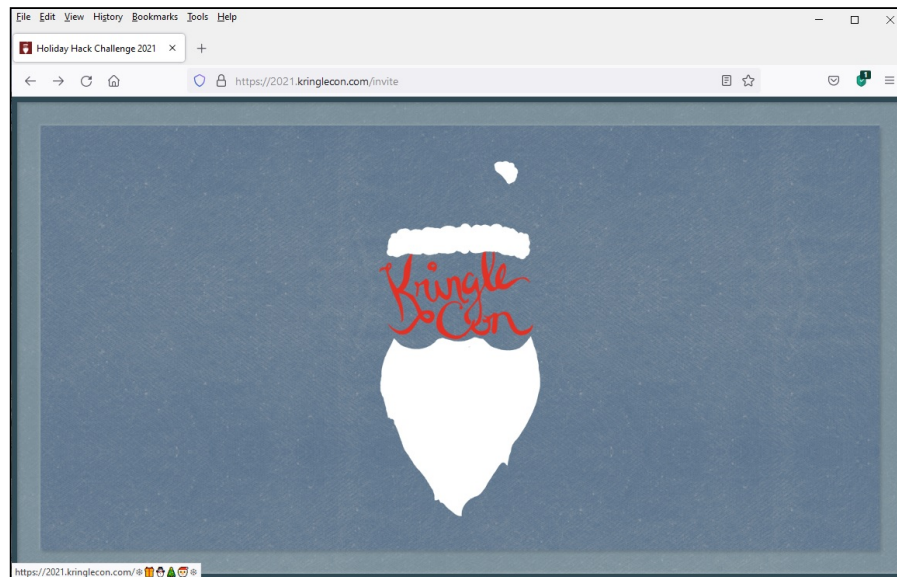 File Edit View History Bookmarks Tools Help
Holiday Hack Challenge 2021
https://2021.kringlecon.com/invite
1
Kringle
Con
https://2021.kringlecon.com/❄🎁⛄🎄🎅❄